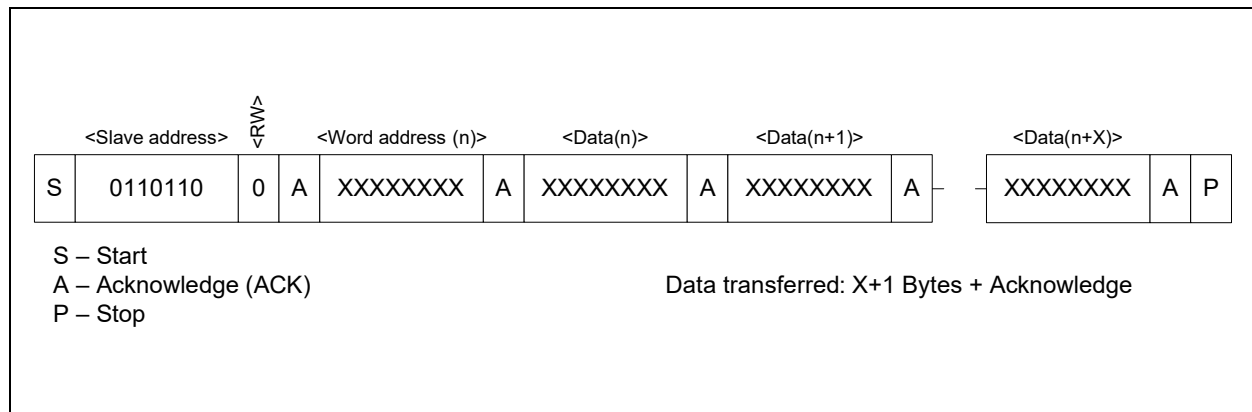 <RW>
<Slave address> <Word address (n)> <Data(n)> <Data(n+1)> <Data(n+X)>
S 0110110 0 A XXXXXXXX A XXXXXXXX A XXXXXXXX A XXXXXXXX A P
S – Start
A – Acknowledge (ACK) Data transferred: X+1 Bytes + Acknowledge
P – Stop